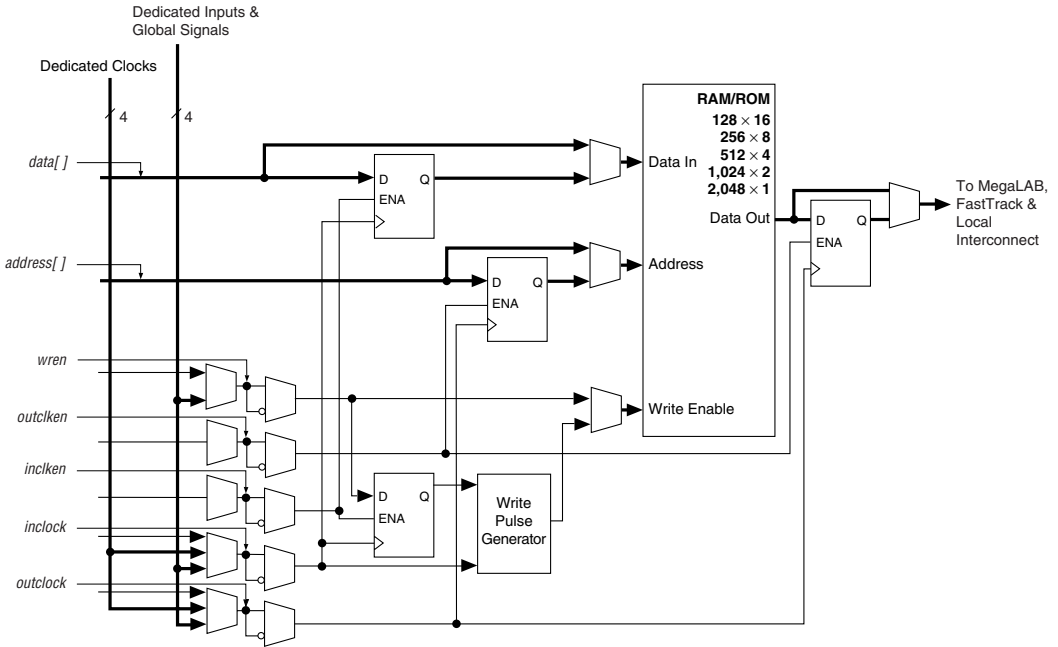 Dedicated Inputs &
Global Signals
Dedicated Clocks
4
4
RAM/ROM
128 × 16
256 × 8
512 × 4
1,024 × 2
2,048 × 1
data[ ]
D
Q
ENA
Data In
Data Out
D
Q
ENA
To MegaLAB,
FastTrack &
Local
Interconnect
address[ ]
D
Q
ENA
Address
wren
outclken
inclken
inclock
outclock
Write Enable
D
Q
ENA
Write
Pulse
Generator